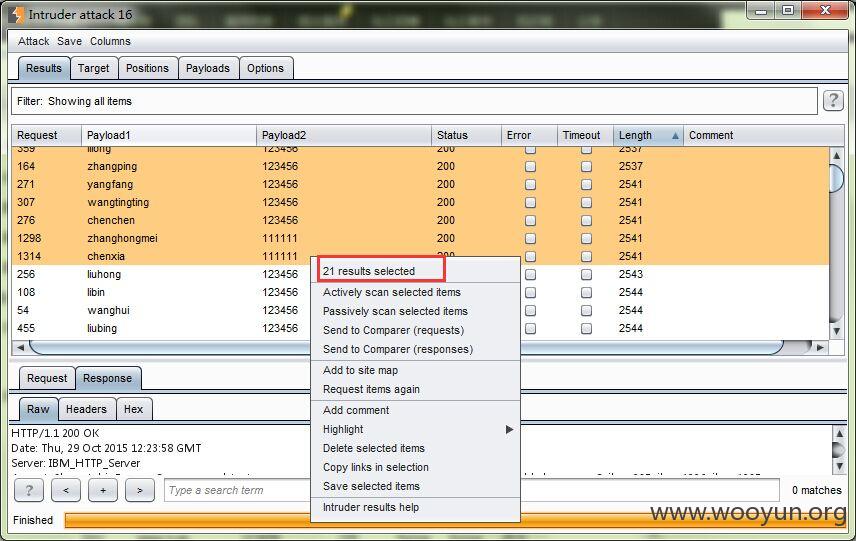 Intruder attack 16
Attack Save Columns
Results Target Positions Payloads Options
Filter: Showing all items ?
Request Payload1 Payload2 Status Error Timeout Length Comment
359 lilong 123456 200 2537
164 zhangping 123456 200 2537
271 yangfang 123456 200 2541
307 wangtingting 123456 200 2541
276 chenchen 123456 200 2541
1298 zhanghongmei 111111 200 2541
1314 chenxia 111111 200 2541
256 liuhong 123456 2543
108 libin 123456 2544
54 wanghui 123456 2544
455 liubing 123456 2544
21 results selected
Actively scan selected items
Passively scan selected items
Send to Comparer (requests)
Send to Comparer (responses)
Add to site map
Request items again
Add comment
Highlight
Delete selected items
Copy links in selection
Save selected items
Intruder results help
Request Response
Raw Headers Hex
HTTP/1.1 200 OK
Date: Thu, 29 Oct 2015 12:23:58 GMT
Server: IBM_HTTP_Server
? < + > Type a search term 0 matches
Finished
www.wooyun.org